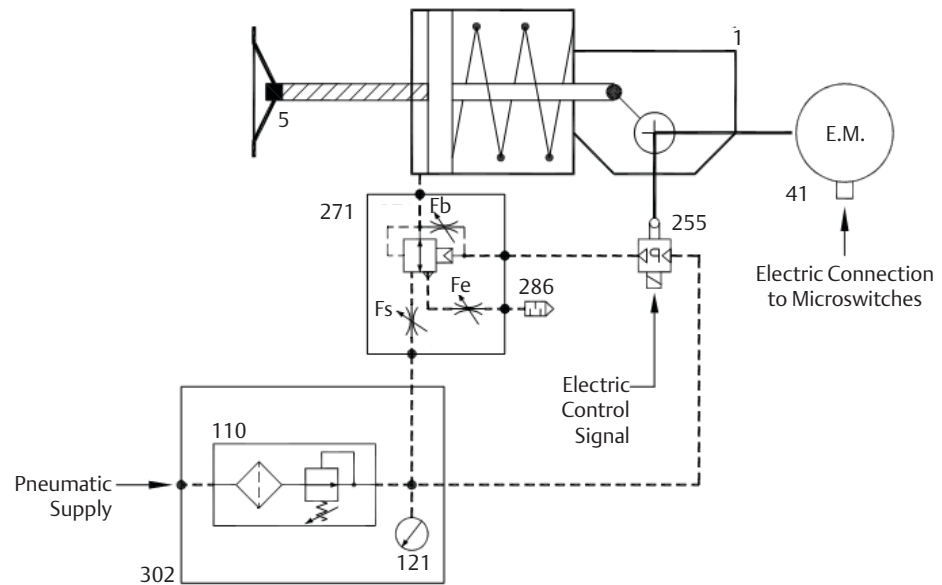 1
5
E.M.
271
Fb
41
255
286
Fe
Fs
Electric Connection
to Microswitches
Electric
Control
Signal
110
Pneumatic
Supply
121
302